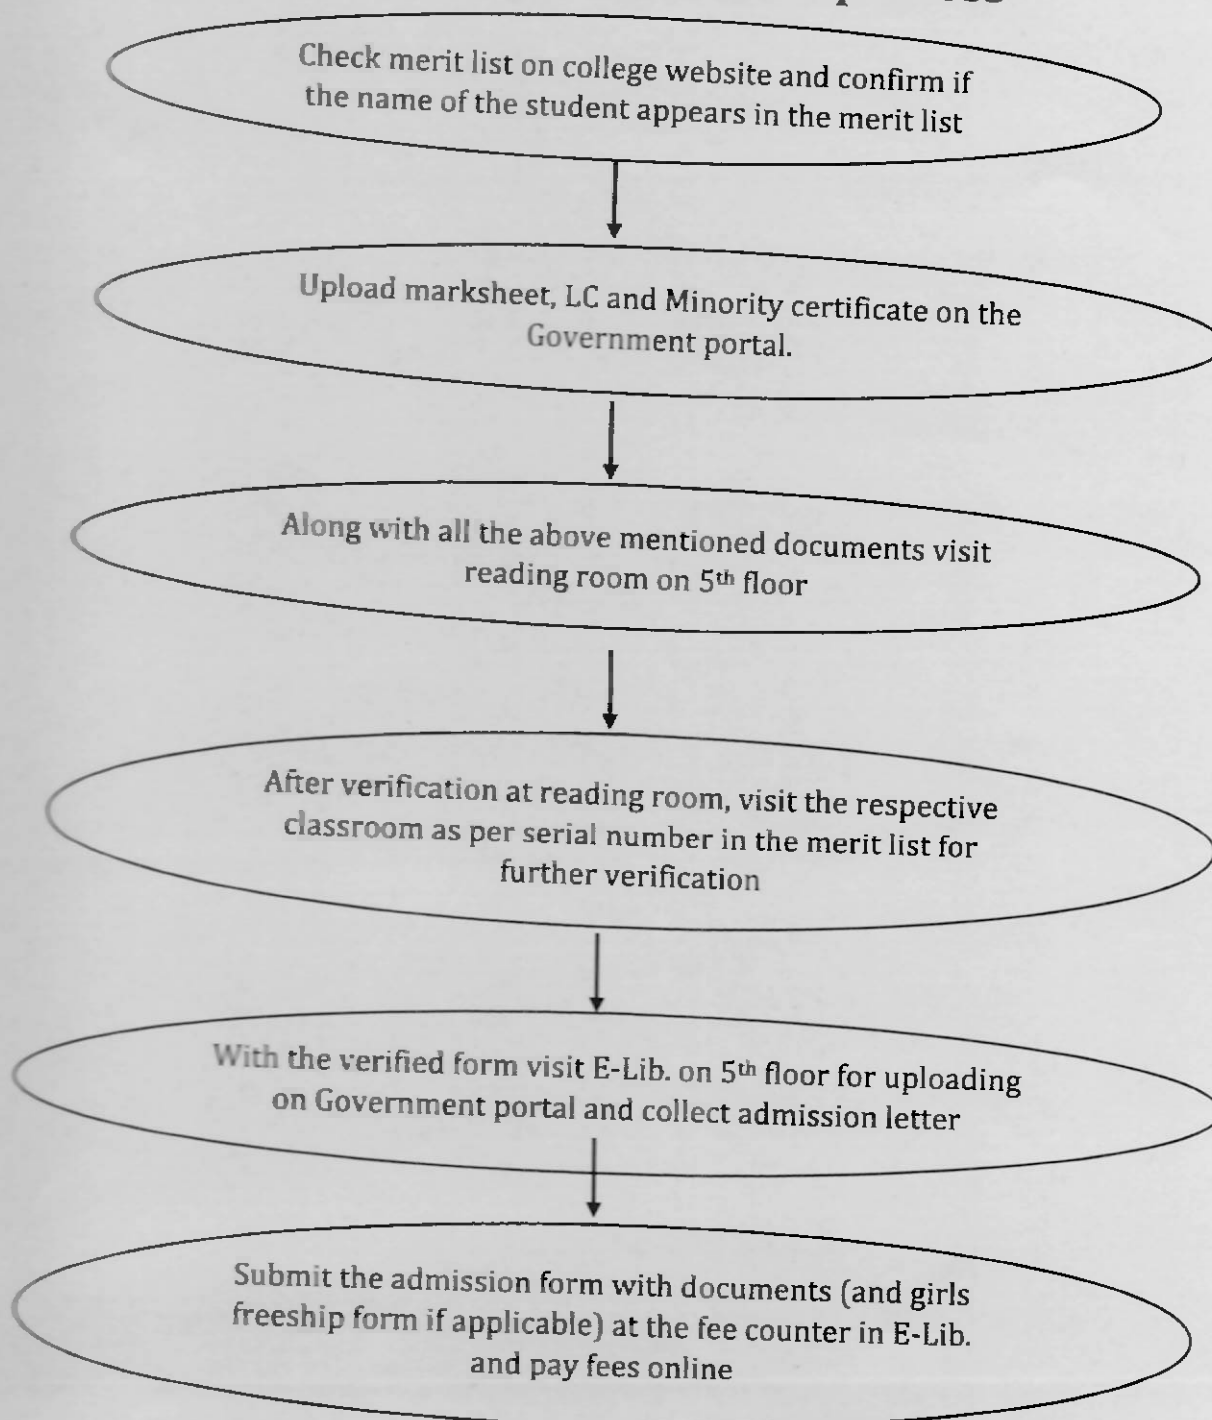 Check merit list on college website and confirm if
the name of the student appears in the merit list
Upload marksheet, LC and Minority certificate on the
Government portal.
Along with all the above mentioned documents visit
reading room on 5th floor
After verification at reading room, visit the respective
classroom as per serial number in the merit list for
further verification
With the verified form visit E-Lib. on 5th floor for uploading
on Government portal and collect admission letter
Submit the admission form with documents (and girls
freeship form if applicable) at the fee counter in E-Lib.
and pay fees online